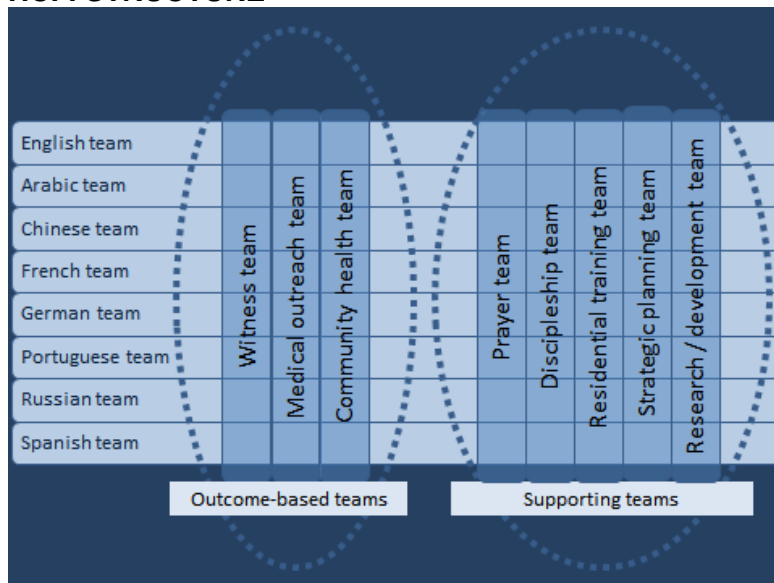 English team
Arabic team
Chinese team
French team
German team
Portuguese team
Russian team
Spanish team
Witness team
Medical outreach team
Community health team
Prayer team
Discipleship team
Residential training team
Strategic planning team
Research / development team
Outcome-based teams
Supporting teams